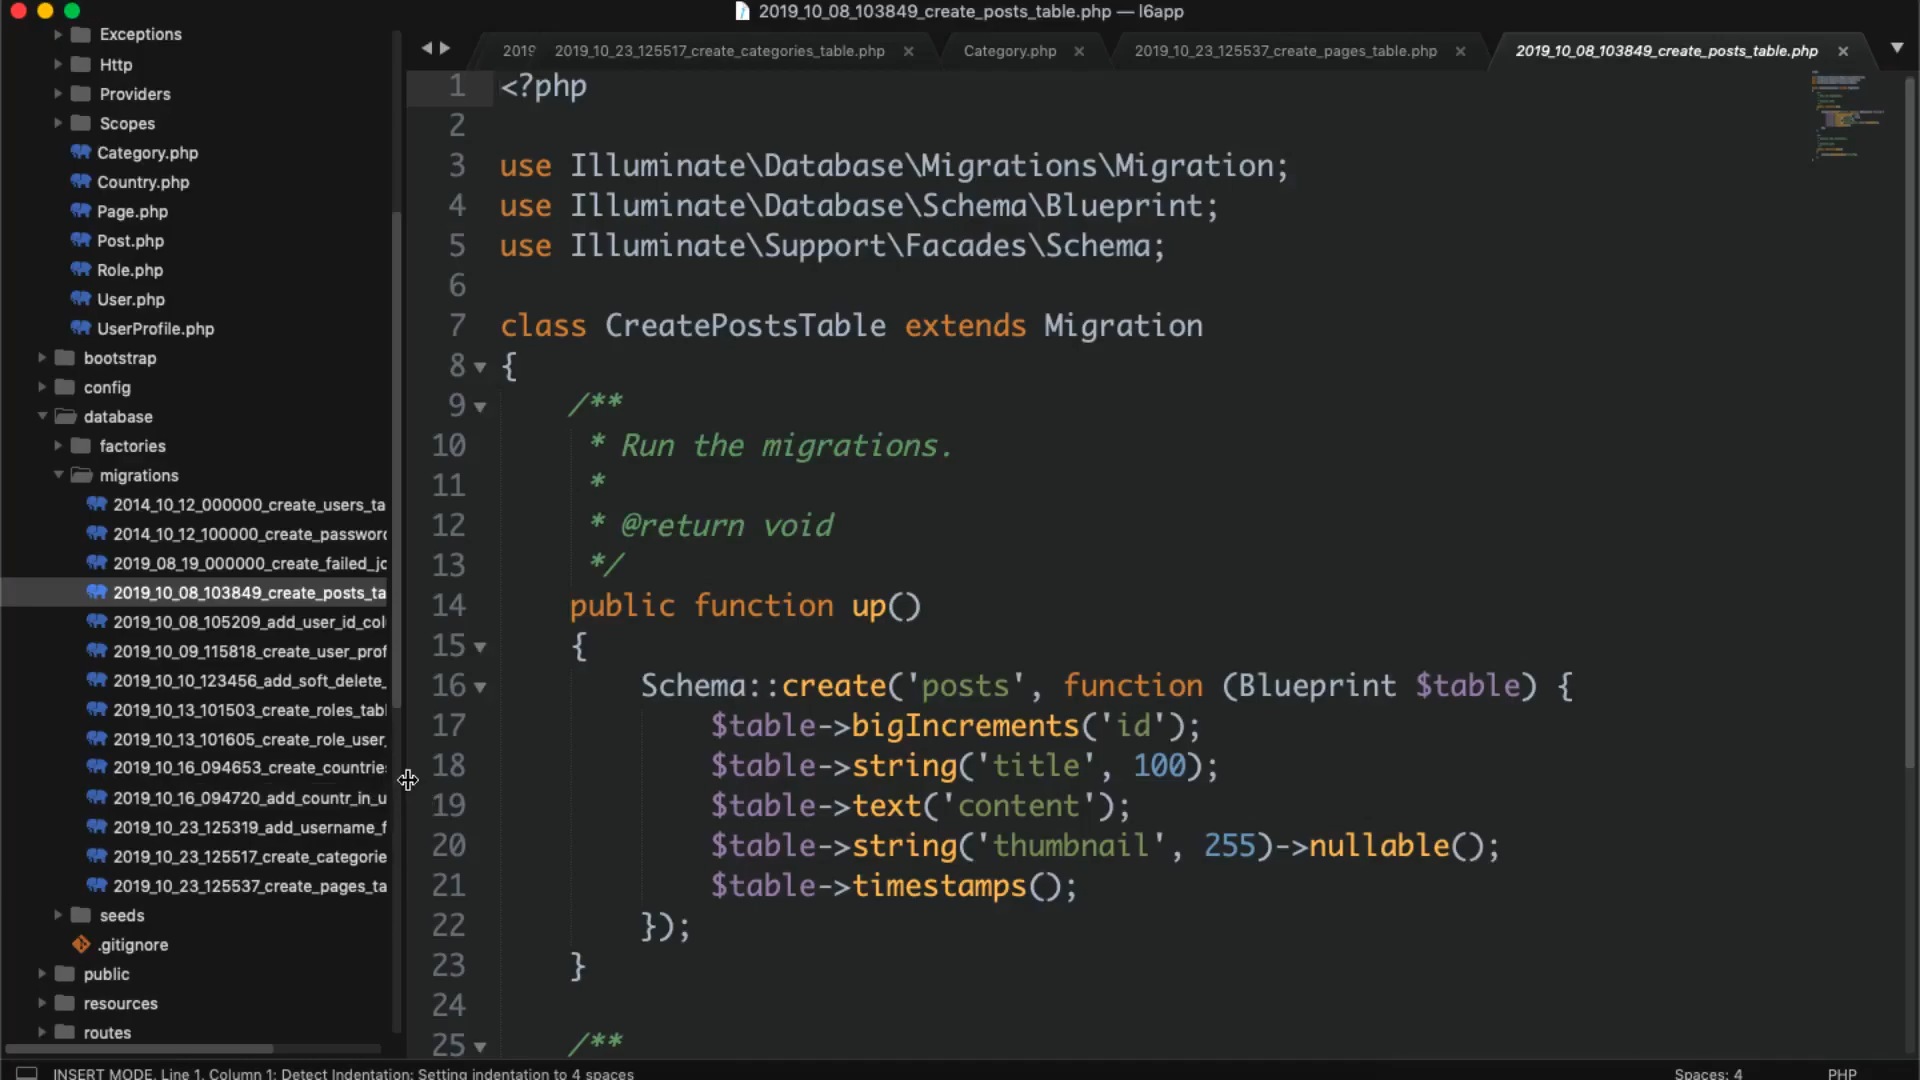 2019_10_08_103849_create_posts_table.php — l6app
Exceptions
Http
Providers
Scopes
Category.php
Country.php
Page.php
Post.php
Role.php
User.php
UserProfile.php
bootstrap
config
database
factories
migrations
2014_10_12_000000_create_users_ta
2014_10_12_100000_create_password
2019_08_19_000000_create_failed_jo
2019_10_08_103849_create_posts_ta
2019_10_08_105209_add_user_id_col
2019_10_09_115818_create_user_prof
2019_10_10_123456_add_soft_delete_
2019_10_13_101503_create_roles_tabl
2019_10_13_101605_create_role_user_
2019_10_16_094653_create_countries
2019_10_16_094720_add_countr_in_u
2019_10_23_125319_add_username_f
2019_10_23_125517_create_categorie
2019_10_23_125537_create_pages_ta
seeds
.gitignore
public
resources
routes
2019 2019_10_23_125517_create_categories_table.php × Category.php × 2019_10_23_125537_create_pages_table.php × 2019_10_08_103849_create_posts_table.php ×
1 <?php
2
3 use Illuminate\Database\Migrations\Migration;
4 use Illuminate\Database\Schema\Blueprint;
5 use Illuminate\Support\Facades\Schema;
6
7 class CreatePostsTable extends Migration
8 {
9 /**
10 * Run the migrations.
11 *
12 * @return void
13 */
14 public function up()
15 {
16 Schema::create('posts', function (Blueprint $table) {
17 $table->bigIncrements('id');
18 $table->string('title', 100);
19 $table->text('content');
20 $table->string('thumbnail', 255)->nullable();
21 $table->timestamps();
22 });
23 }
24
25 /**
INSERT MODE, Line 1, Column 1; Detect Indentation: Setting indentation to 4 spaces
Spaces: 4 PHP